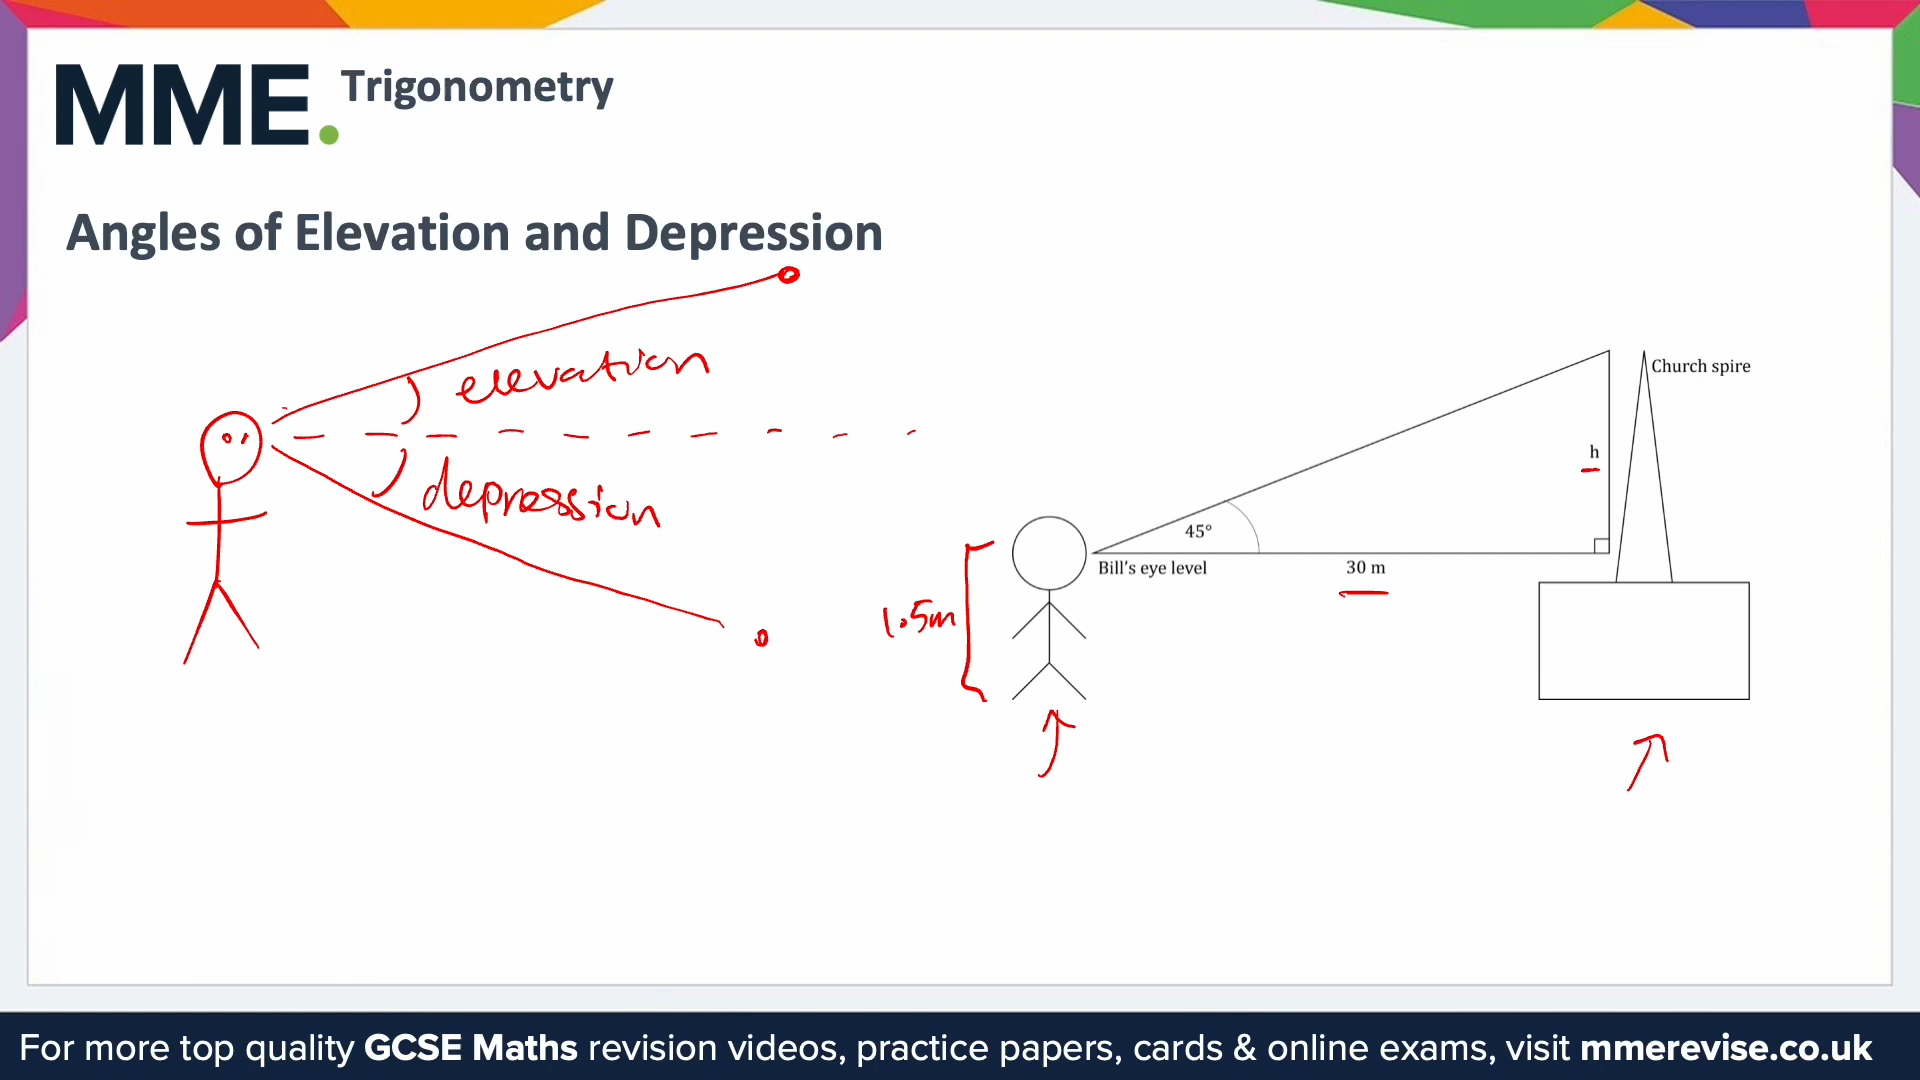 MME. Trigonometry
Angles of Elevation and Depression
elevation
depression
Church spire
h
45°
Bill's eye level
30 m
1.5m
For more top quality GCSE Maths revision videos, practice papers, cards & online exams, visit mmerevise.co.uk